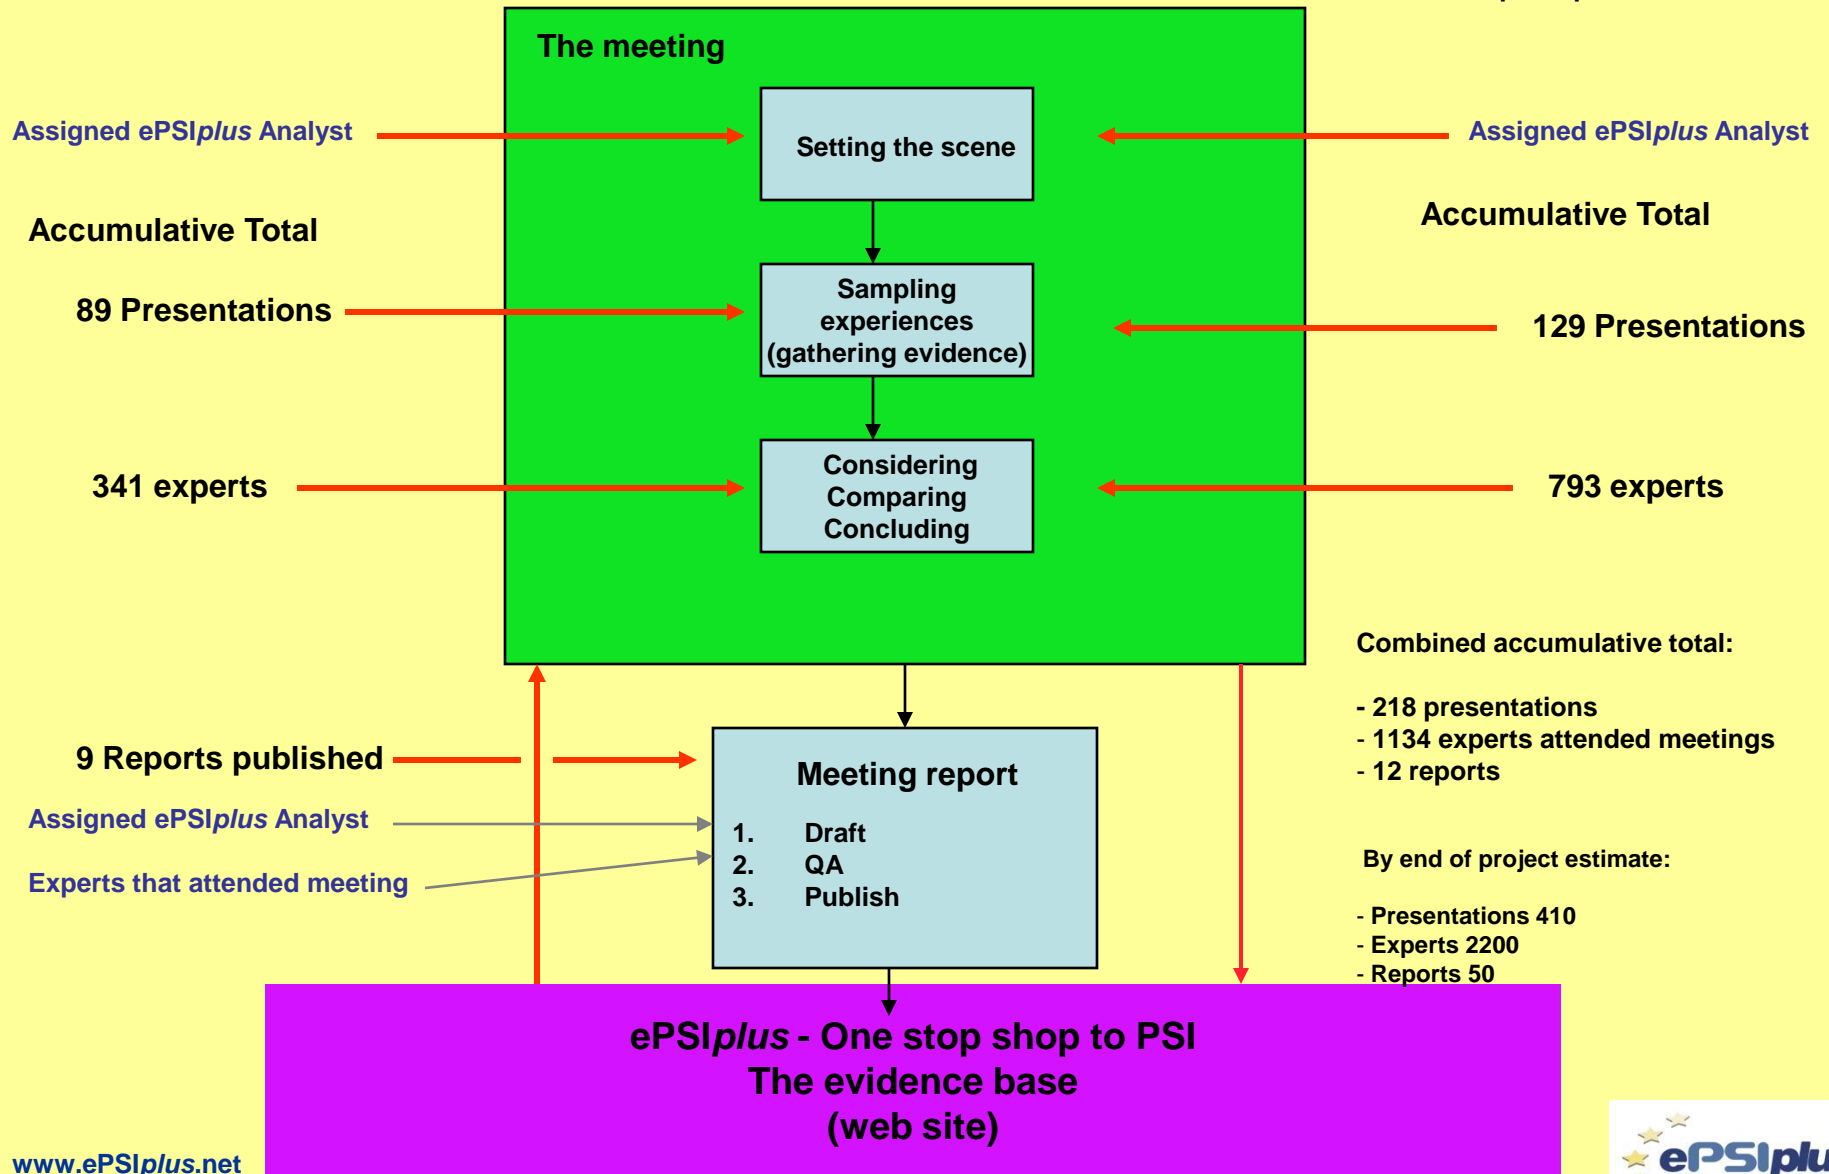 The meeting
Assigned ePSIplus Analyst
Setting the scene
Assigned ePSIplus Analyst
Accumulative Total
Accumulative Total
89 Presentations
Sampling
experiences
(gathering evidence)
129 Presentations
341 experts
Considering
Comparing
Concluding
793 experts
Combined accumulative total:
- 218 presentations
- 1134 experts attended meetings
- 12 reports
9 Reports published
Meeting report
Assigned ePSIplus Analyst
Experts that attended meeting
1. Draft
2. QA
3. Publish
By end of project estimate:
- Presentations 410
- Experts 2200
- Reports 50
ePSIplus - One stop shop to PSI
The evidence base
(web site)
www.ePSIplus.net
ePSIplu